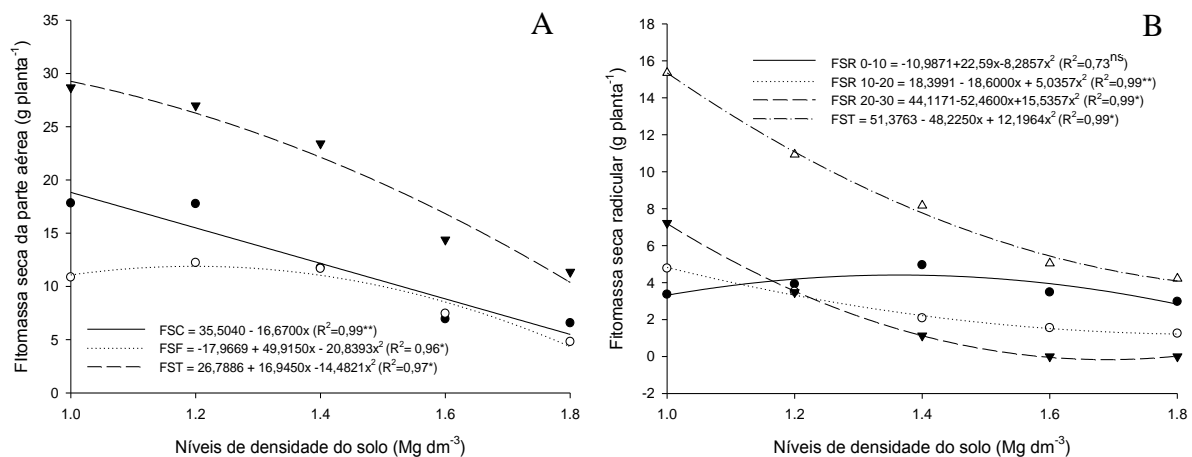 A
FItomassa seca da parte aérea (g planta⁻¹)
35
30
25
20
15
10
5
0
FSC = 35,5040 - 16,6700x (R²=0,99**)
FSF = -17,9669 + 49,9150x - 20,8393x² (R²= 0,96*)
FST = 26,7886 + 16,9450x -14,4821x² (R²=0,97*)
1.0 1.2 1.4 1.6 1.8
Níveis de densidade do solo (Mg dm⁻³)
B
Fitomassa seca radicular (g planta⁻¹)
18
16
14
12
10
8
6
4
2
0
-2
FSR 0-10 = -10,9871+22,59x-8,2857x² (R²=0,73ⁿˢ)
FSR 10-20 = 18,3991 - 18,6000x + 5,0357x² (R²=0,99**)
FSR 20-30 = 44,1171-52,4600x+15,5357x² (R²=0,99*)
FST = 51,3763 - 48,2250x + 12,1964x² (R²=0,99*)
1.0 1.2 1.4 1.6 1.8
Níveis de densidade do solo (Mg dm⁻³)